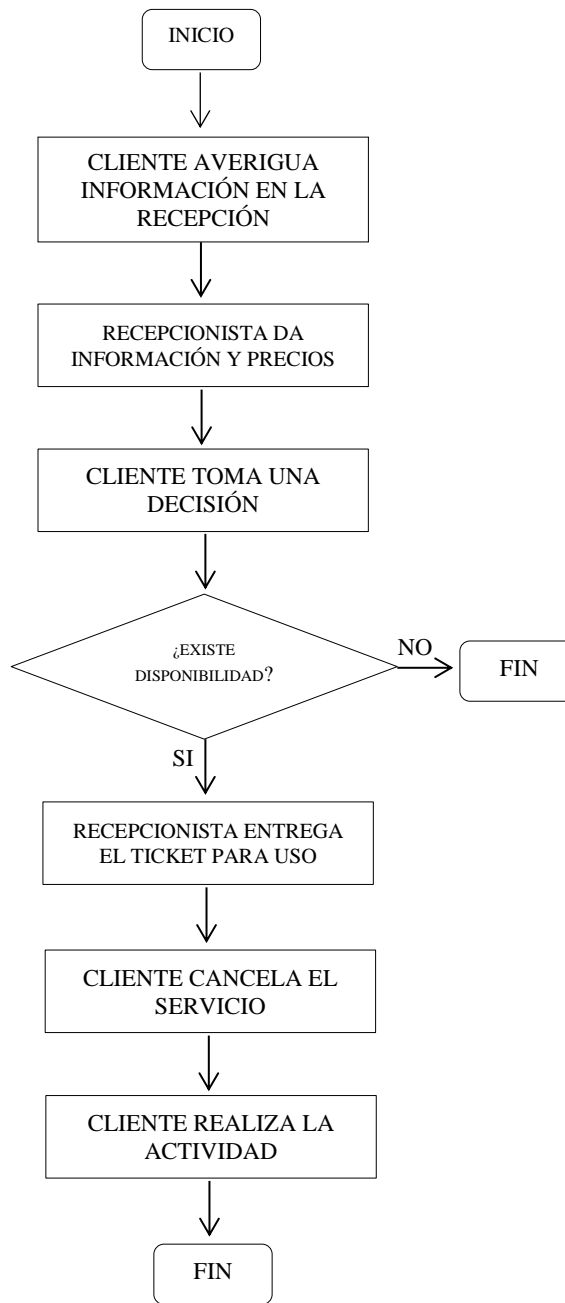 INICIO
CLIENTE AVERIGUA
INFORMACIÓN EN LA
RECEPCIÓN
RECEPCIONISTA DA
INFORMACIÓN Y PRECIOS
CLIENTE TOMA UNA
DECISIÓN
¿EXISTE
DISPONIBILIDAD?
NO
FIN
SI
RECEPCIONISTA ENTREGA
EL TICKET PARA USO
CLIENTE CANCELA EL
SERVICIO
CLIENTE REALIZA LA
ACTIVIDAD
FIN